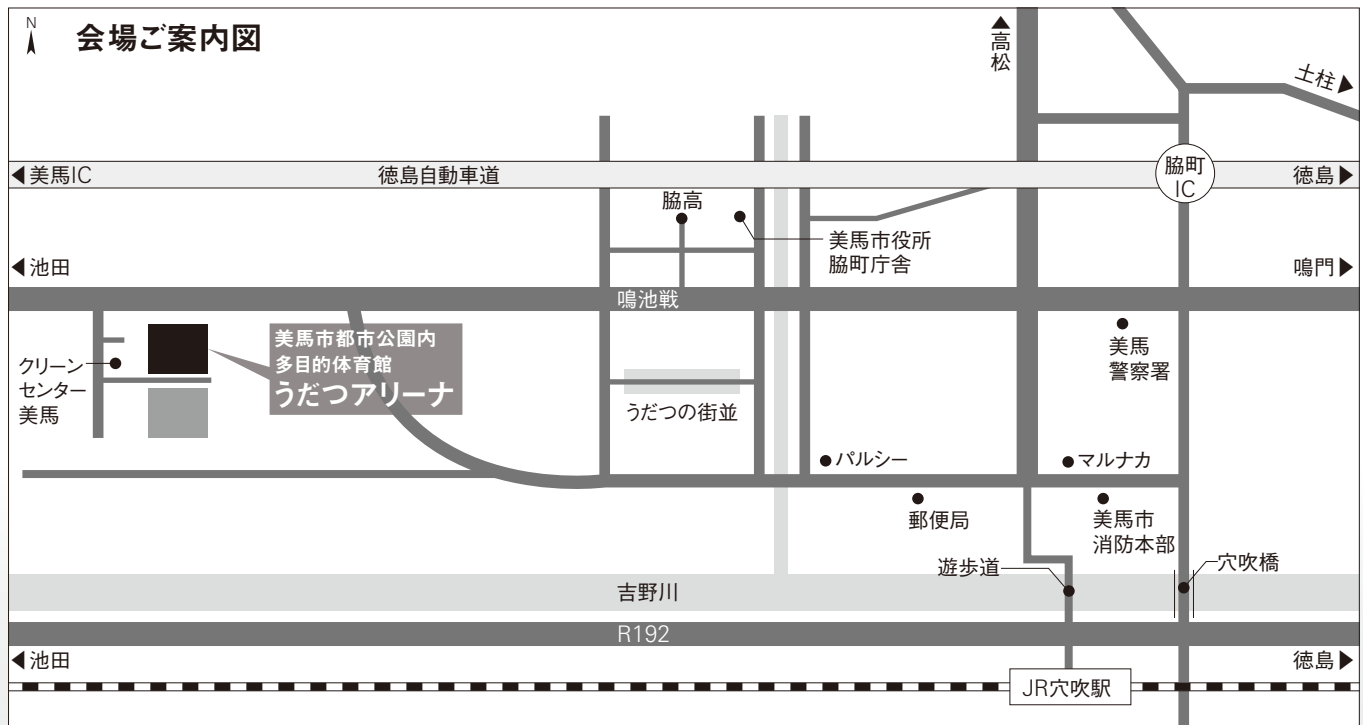 N
会場ご案内図
▲高松
土柱▶
◀美馬IC
徳島自動車道
脇町
IC
徳島▶
脇高
美馬市役所
脇町庁舎
◀池田
鳴門▶
鳴池戦
美馬市都市公園内
多目的体育館
うだつアリーナ
クリーン
センター
美馬
美馬
警察署
うだつの街並
パルシー
マルナカ
郵便局
美馬市
消防本部
遊歩道
穴吹橋
吉野川
R192
◀池田
徳島▶
JR穴吹駅